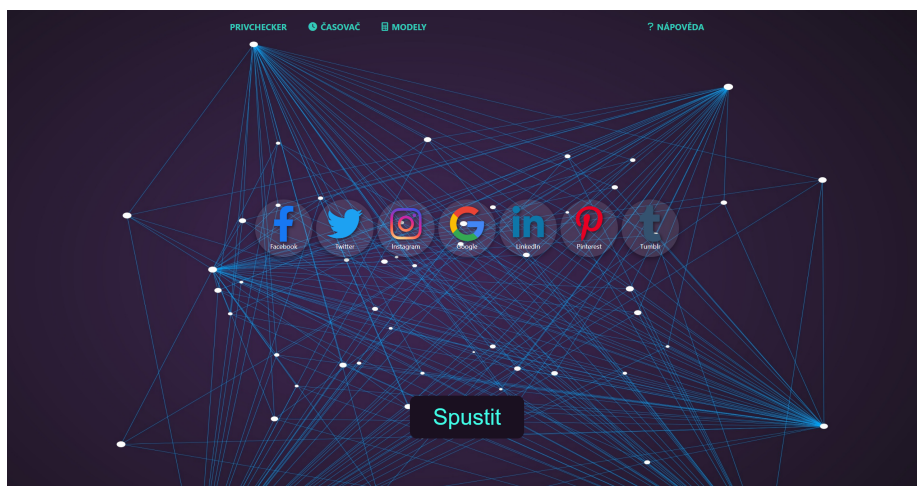 PRIVCHECKER ČASOVAČ MODELY ? NÁPOVĚDA
Facebook Twitter Instagram Google LinkedIn Pinterest Tumblr
Spustit